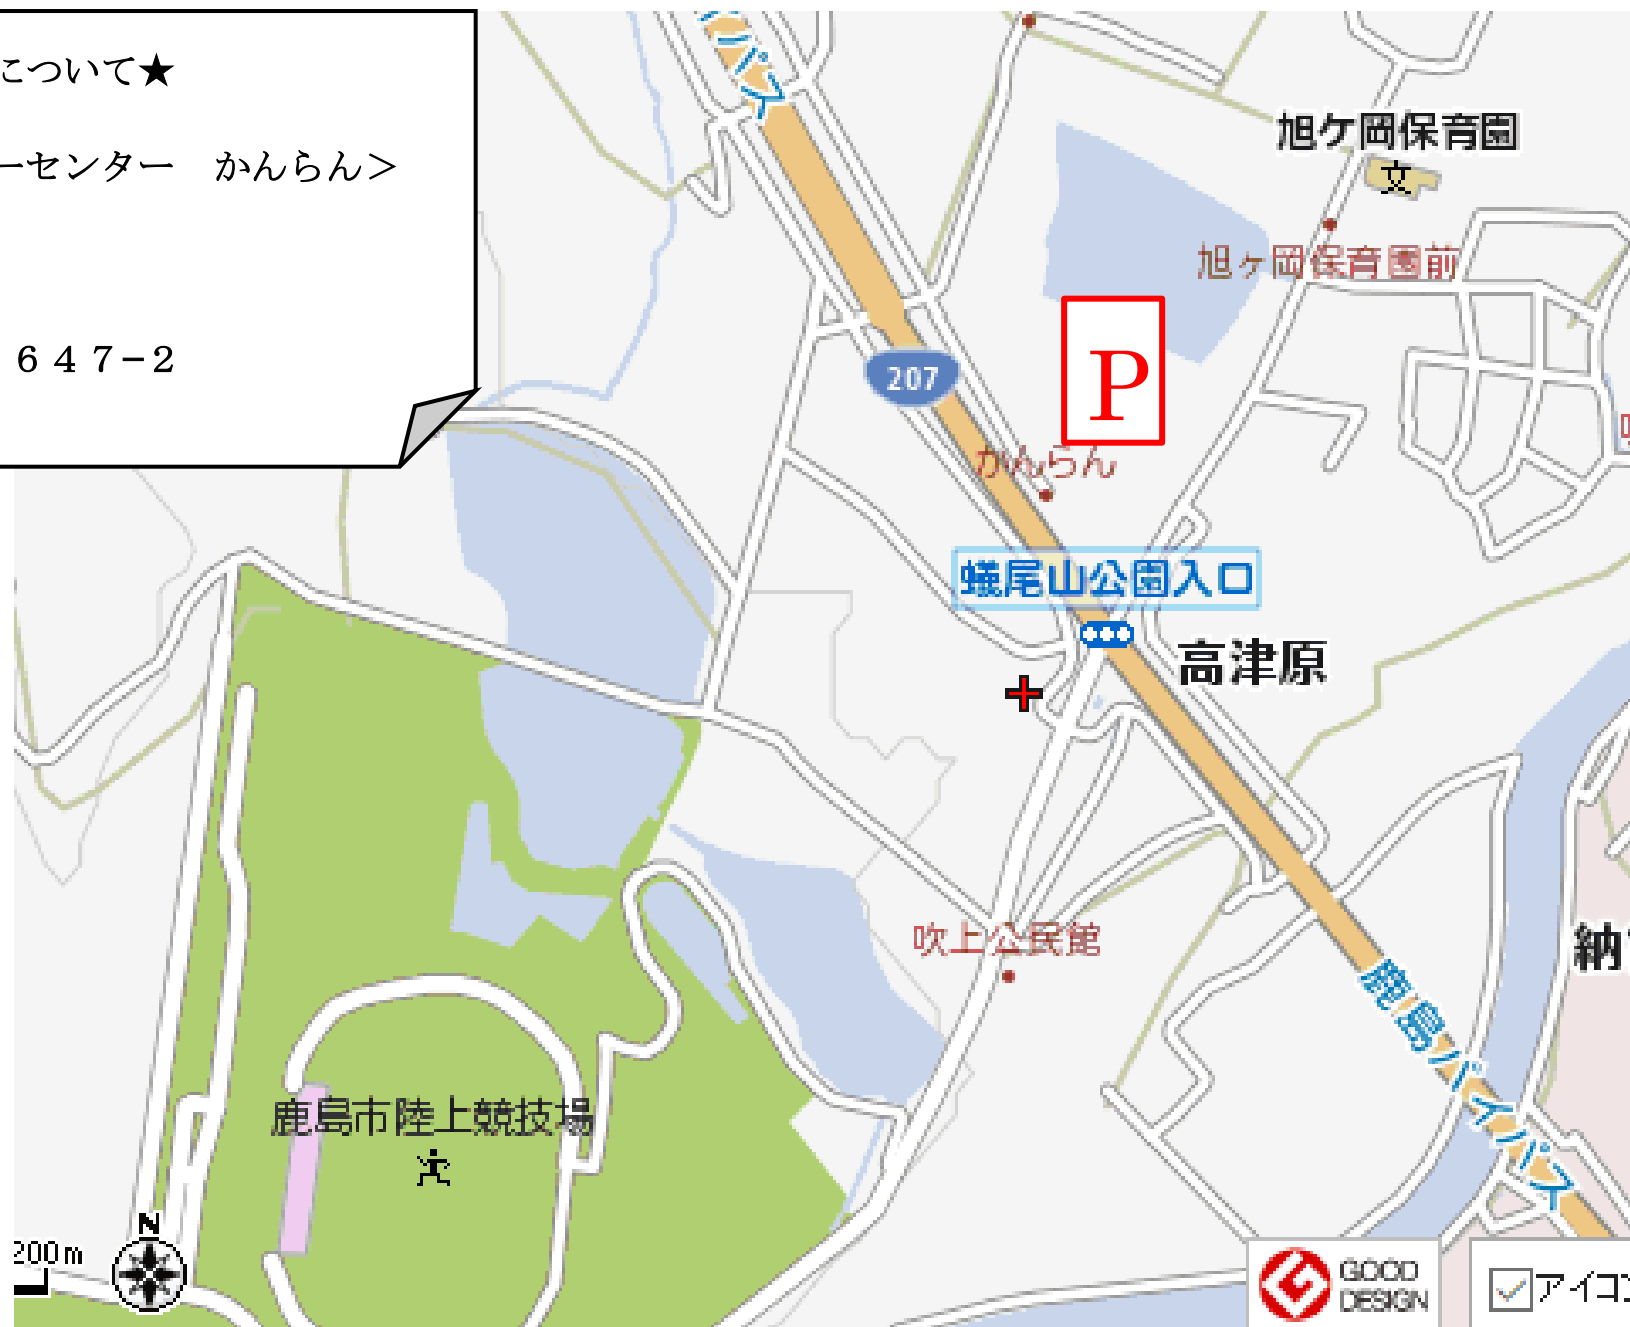 について★
ーセンター　かんらん＞
６４７−２
バス
旭ケ岡保育園
文
旭ヶ岡保育園前
P
207
かんらん
蟻尾山公園入口
高津原
吹上公民館
納
鹿島バイパス
鹿島市陸上競技場
N
200m
GOOD
DESIGN
アイコン